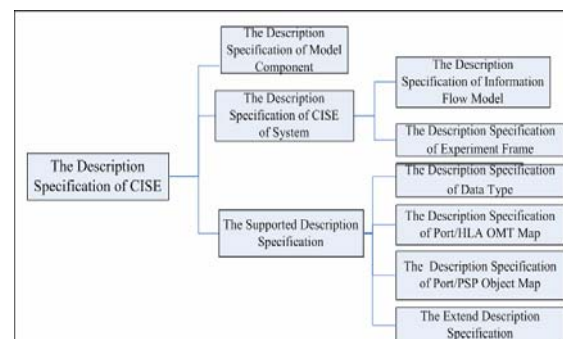 The Description
Specification of CISE
The Description
Specification of Model
Component
The Description
Specification of CISE
of System
The Description
Specification of Information
Flow Model
The Description Specification
of Experiment Frame
The Supported Description
Specification
The Description Specification
of Data Type
The Description Specification
of Port/HLA OMT Map
The Description Specification
of Port/PSP Object Map
The Extend Description
Specification